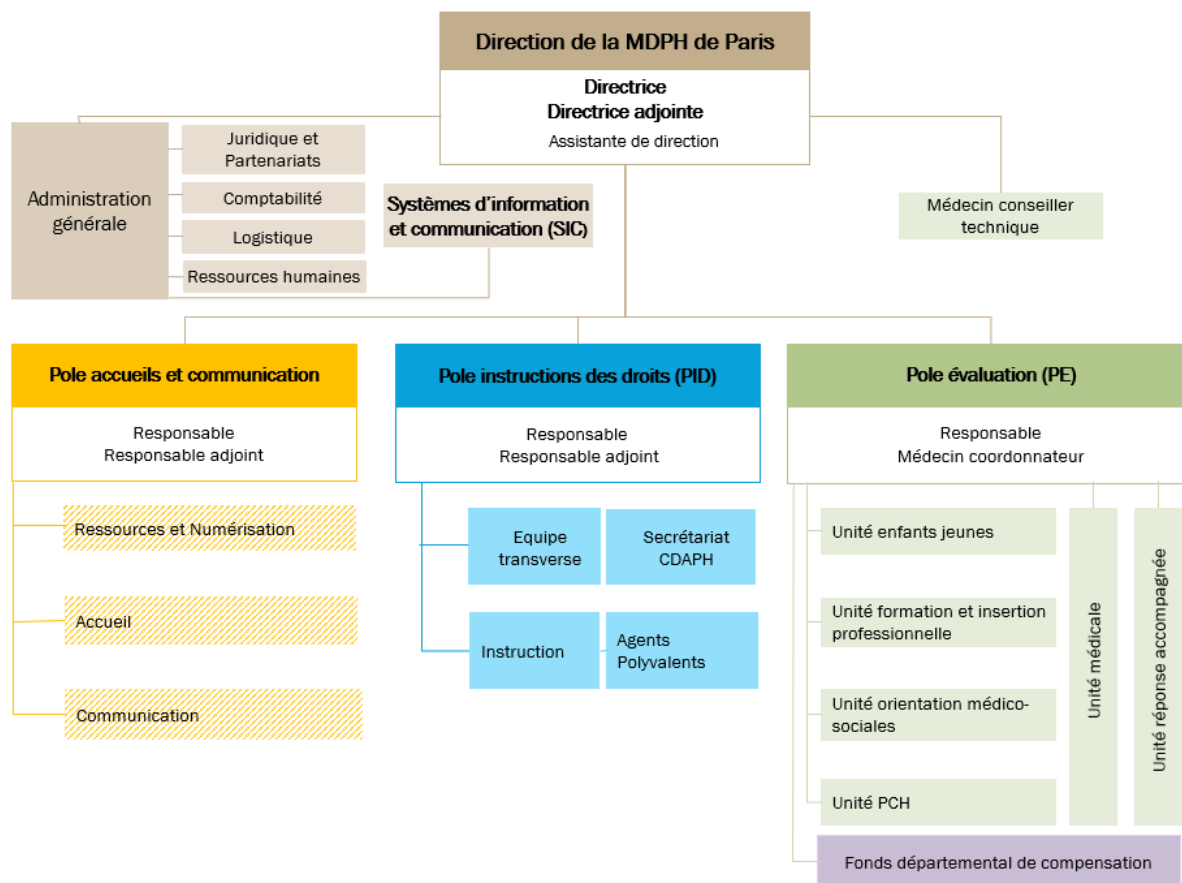 Direction de la MDPH de Paris
Directrice
Directrice adjointe
Assistante de direction
Administration
générale
Juridique et
Partenariats
Comptabilité
Logistique
Ressources humaines
Systèmes d'information
et communication (SIC)
Médecin conseiller
technique
Pole accueils et communication
Responsable
Responsable adjoint
Ressources et Numérisation
Accueil
Communication
Pole instructions des droits (PID)
Responsable
Responsable adjoint
Equipe
transverse
Secrétariat
CDAPH
Instruction
Agents
Polyvalents
Pole évaluation (PE)
Responsable
Médecin coordonnateur
Unité enfants jeunes
Unité formation et insertion
professionnelle
Unité orientation médico-
sociales
Unité PCH
Unité médicale
Unité réponse accompagnée
Fonds départemental de compensation